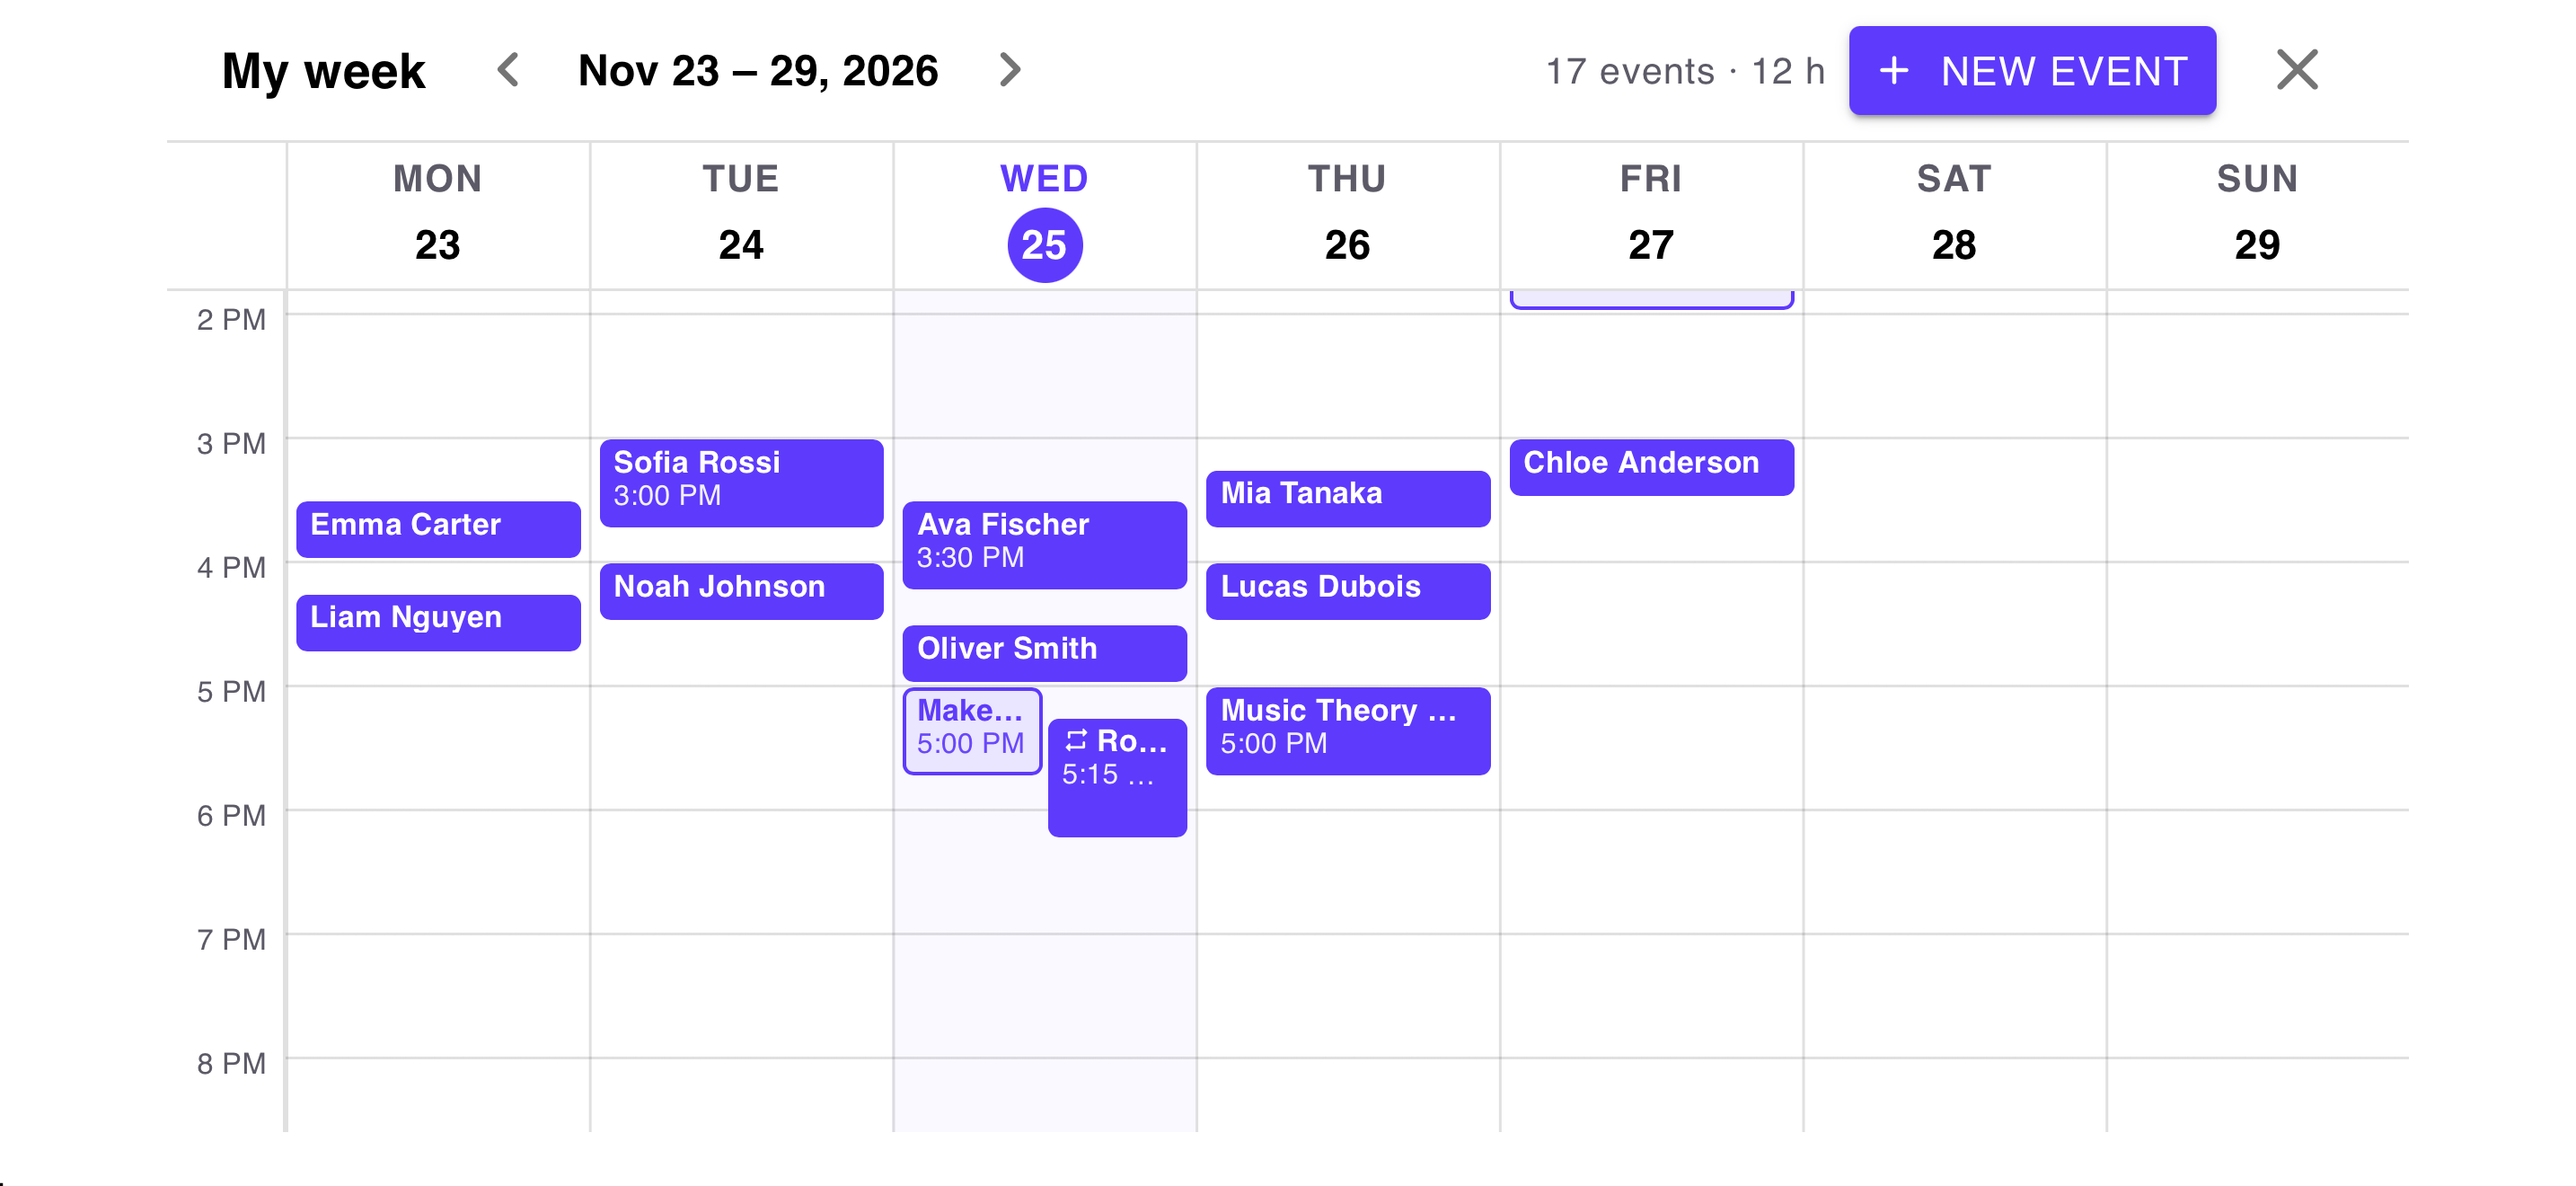 My week
Nov 23 – 29, 2026
17 events · 12 h
+ NEW EVENT
MON
TUE
WED
THU
FRI
SAT
SUN
23
24
25
26
27
28
29
2 PM
3 PM
4 PM
5 PM
6 PM
7 PM
8 PM
Emma Carter
Liam Nguyen
Sofia Rossi
3:00 PM
Noah Johnson
Ava Fischer
3:30 PM
Oliver Smith
Make...
5:00 PM
Ro...
5:15 ...
Mia Tanaka
Lucas Dubois
Music Theory ...
5:00 PM
Chloe Anderson